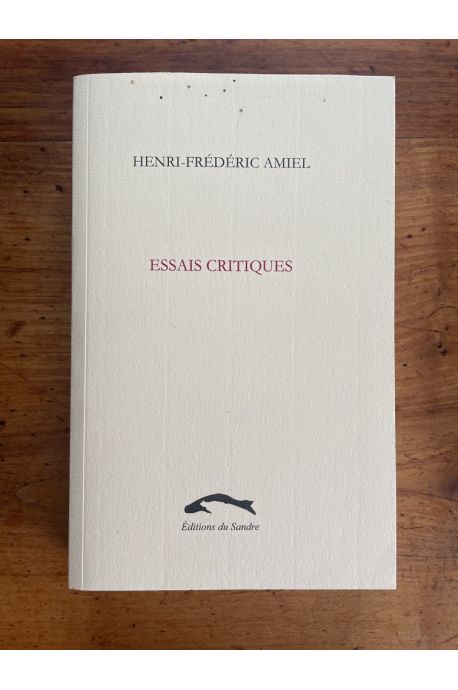 HENRI-FRÉDÉRIC AMIEL
ESSAIS CRITIQUES
Éditions du Sandre